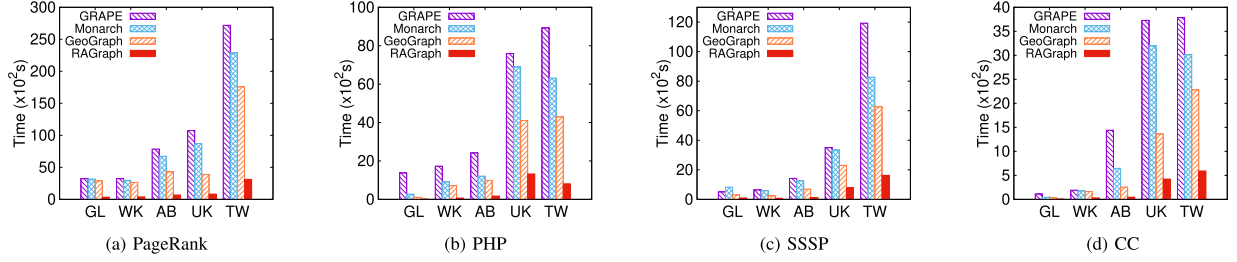 300
250
200
150
100
50
0
Time (x10²s)
GRAPE
Monarch
GeoGraph
RAGraph
GL WK AB UK TW
(a) PageRank
100
80
60
40
20
0
Time (x10²s)
GRAPE
Monarch
GeoGraph
RAGraph
GL WK AB UK TW
(b) PHP
120
100
80
60
40
20
0
Time (x10²s)
GRAPE
Monarch
GeoGraph
RAGraph
GL WK AB UK TW
(c) SSSP
40
35
30
25
20
15
10
5
0
Time (x10²s)
GRAPE
Monarch
GeoGraph
RAGraph
GL WK AB UK TW
(d) CC